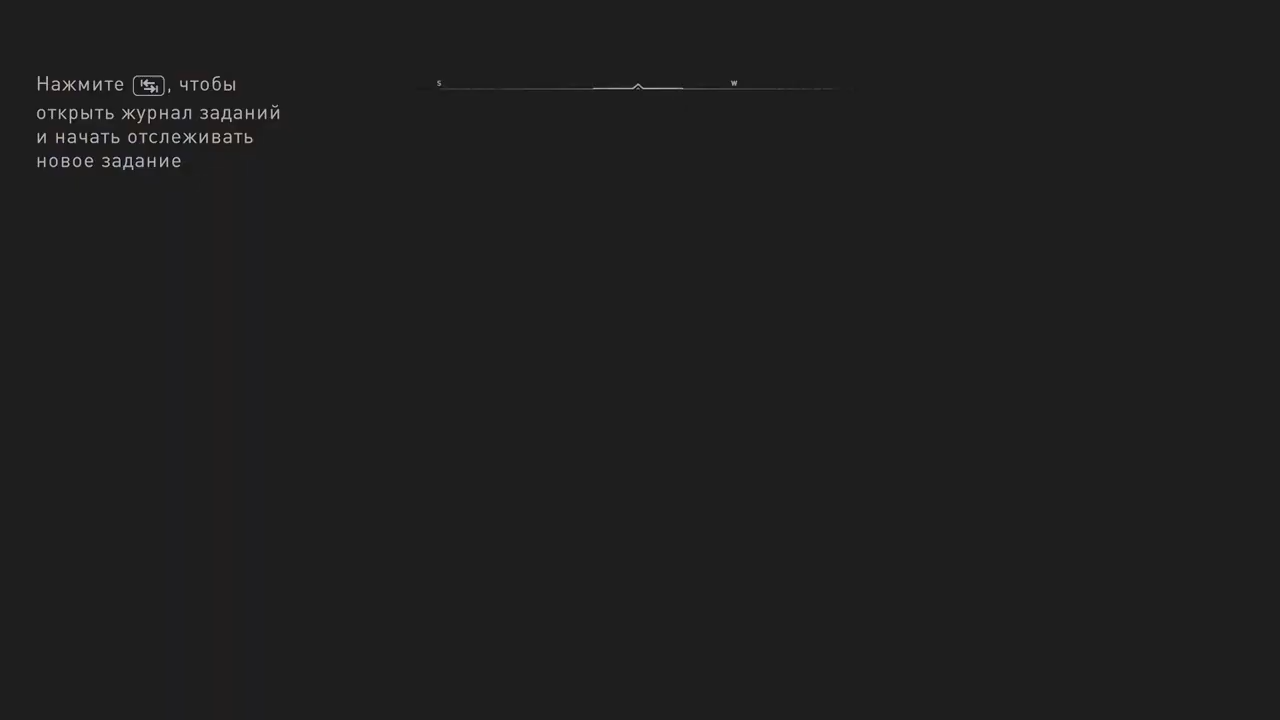 Нажмите ↹, чтобы
открыть журнал заданий
и начать отслеживать
новое задание
S
W